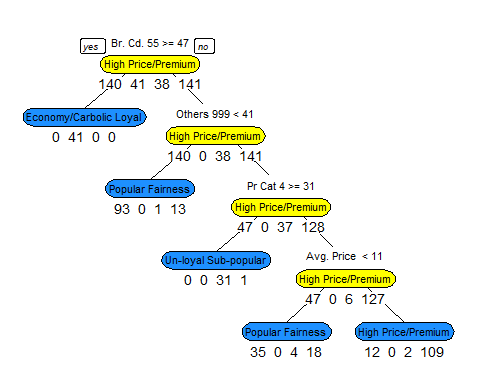 yes Br. Cd. 55 >= 47 no
High Price/Premium
140 41 38 141
Economy/Carbolic Loyal
0 41 0 0
Others 999 < 41
High Price/Premium
140 0 38 141
Popular Fairness
93 0 1 13
Pr Cat 4 >= 31
High Price/Premium
47 0 37 128
Un-loyal Sub-popular
0 0 31 1
Avg. Price < 11
High Price/Premium
47 0 6 127
Popular Fairness
35 0 4 18
High Price/Premium
12 0 2 109